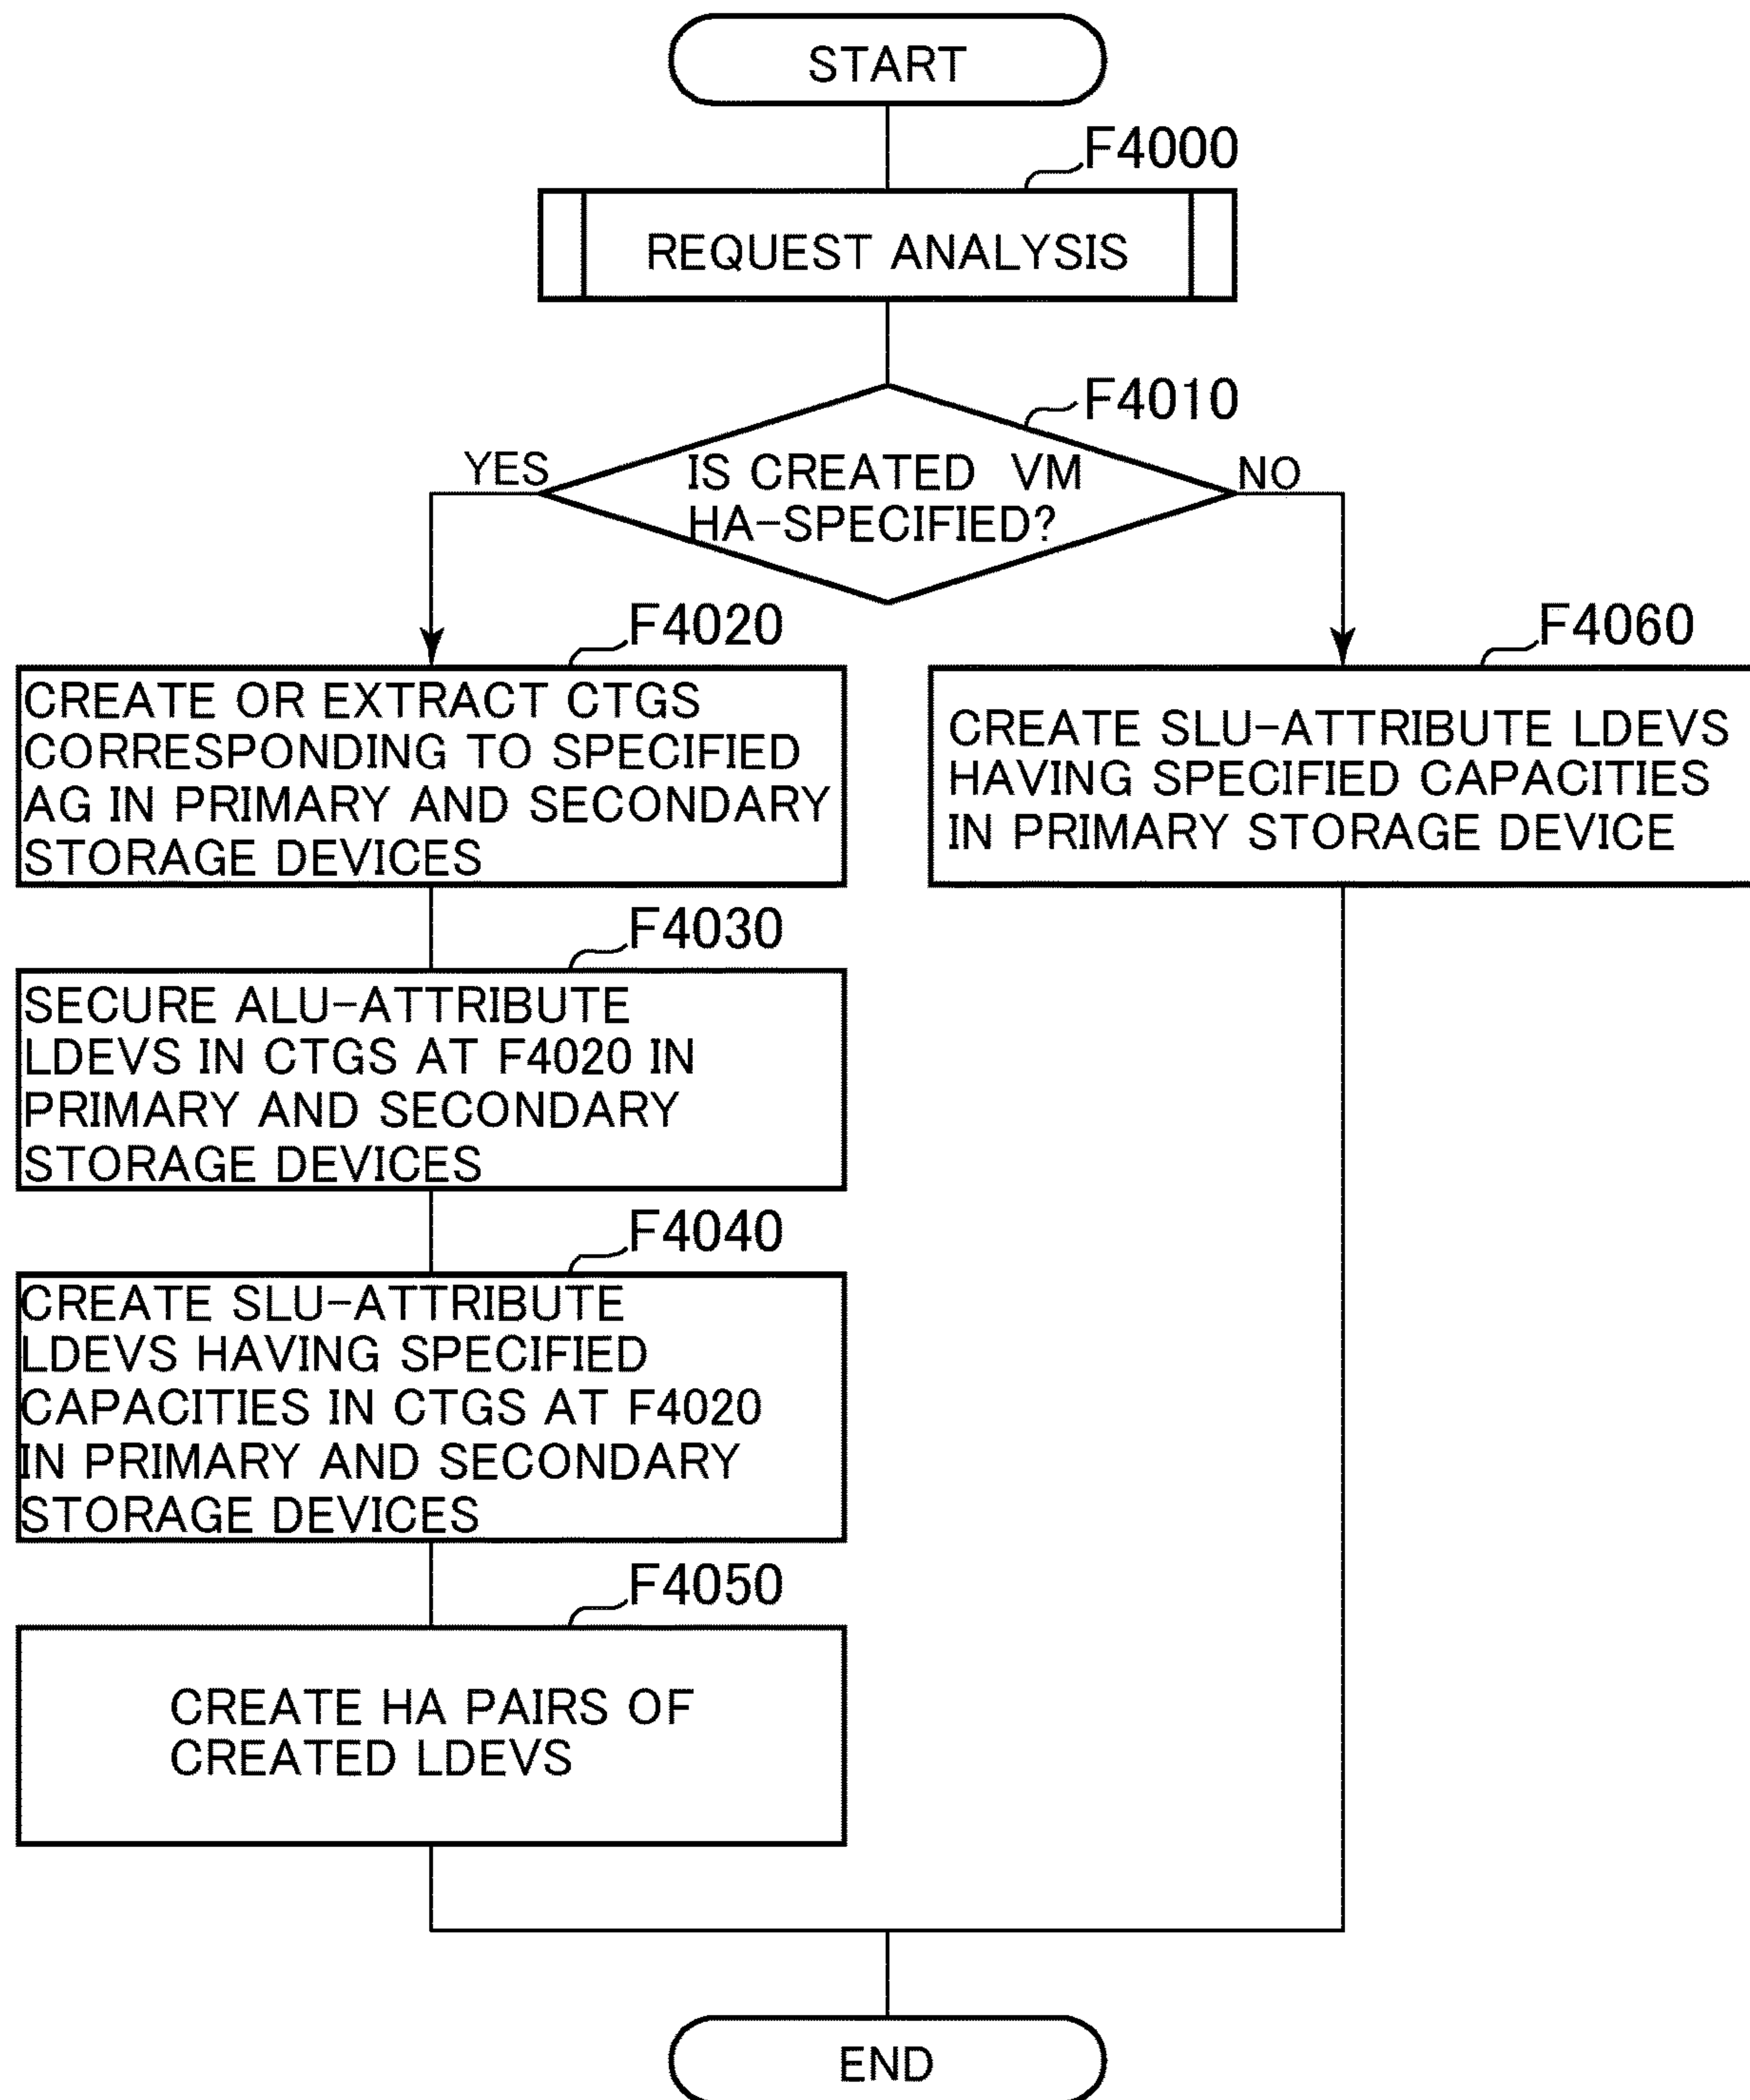 START
F4000
REQUEST ANALYSIS
F4010
YES
IS CREATED VM
HA-SPECIFIED?
NO
F4020
CREATE OR EXTRACT CTGS
CORRESPONDING TO SPECIFIED
AG IN PRIMARY AND SECONDARY
STORAGE DEVICES
F4060
CREATE SLU-ATTRIBUTE LDEVS
HAVING SPECIFIED CAPACITIES
IN PRIMARY STORAGE DEVICE
F4030
SECURE ALU-ATTRIBUTE
LDEVS IN CTGS AT F4020 IN
PRIMARY AND SECONDARY
STORAGE DEVICES
F4040
CREATE SLU-ATTRIBUTE
LDEVS HAVING SPECIFIED
CAPACITIES IN CTGS AT F4020
IN PRIMARY AND SECONDARY
STORAGE DEVICES
F4050
CREATE HA PAIRS OF
CREATED LDEVS
END